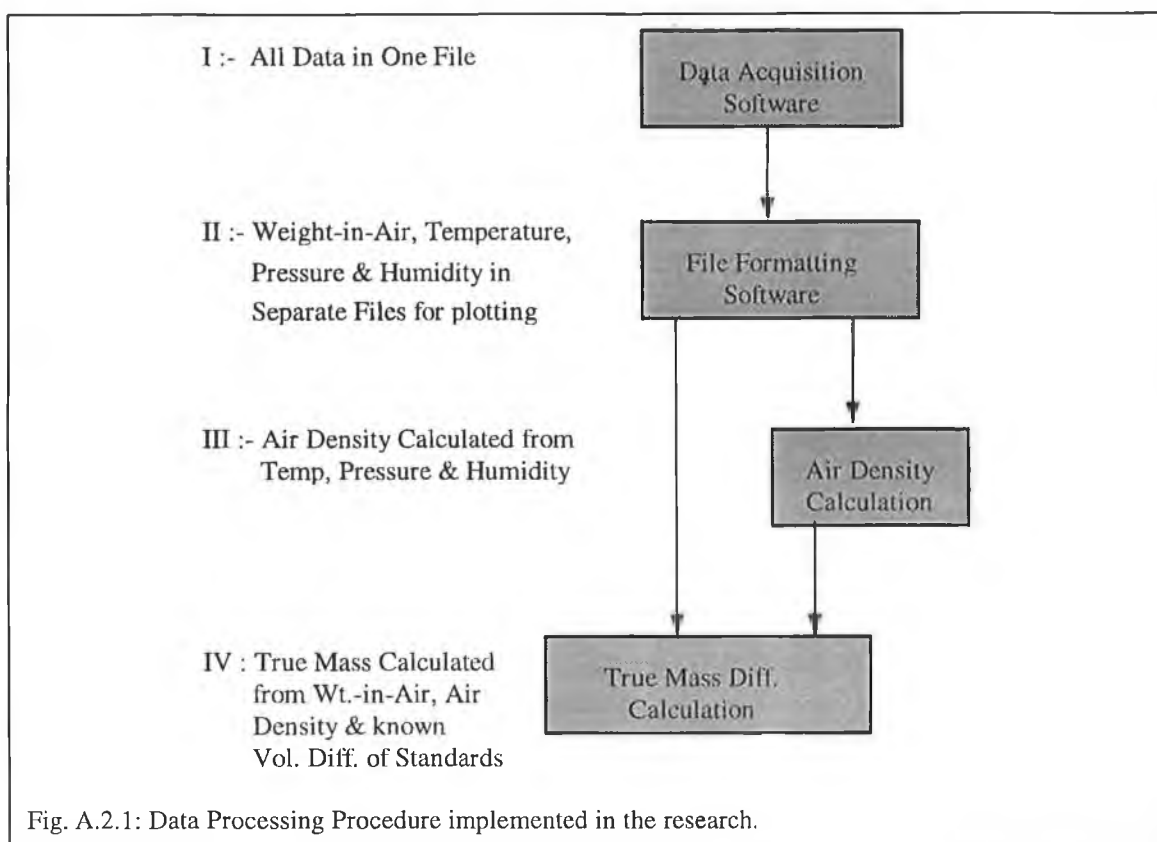 I :- All Data in One File
Data Acquisition
Software
II :- Weight-in-Air, Temperature,
Pressure & Humidity in
Separate Files for plotting
File Formatting
Software
III :- Air Density Calculated from
Temp, Pressure & Humidity
Air Density
Calculation
IV : True Mass Calculated
from Wt.-in-Air, Air
Density & known
Vol. Diff. of Standards
True Mass Diff.
Calculation
Fig. A.2.1: Data Processing Procedure implemented in the research.